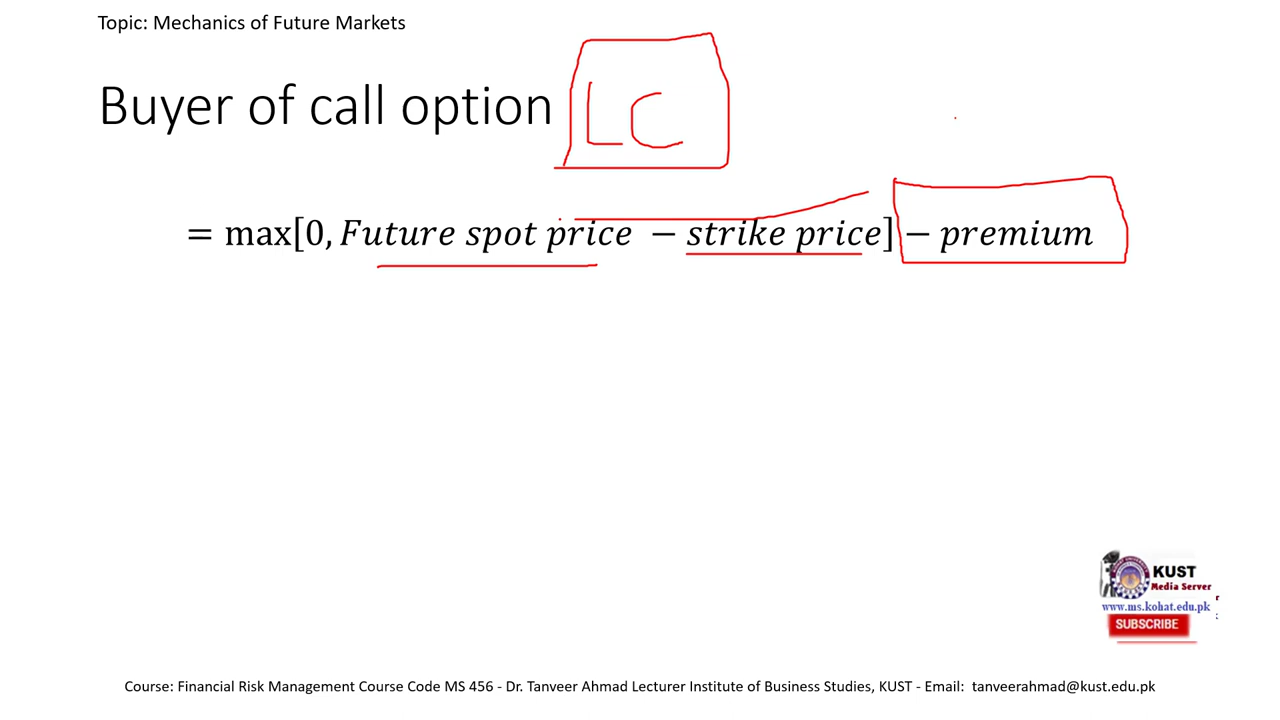 Topic: Mechanics of Future Markets
Buyer of call option LC
= max[0, Future spot price − strike price] − premium
KUST
Media Server
www.ms.kohat.edu.pk
SUBSCRIBE
Course: Financial Risk Management Course Code MS 456 - Dr. Tanveer Ahmad Lecturer Institute of Business Studies, KUST - Email: tanveerahmad@kust.edu.pk